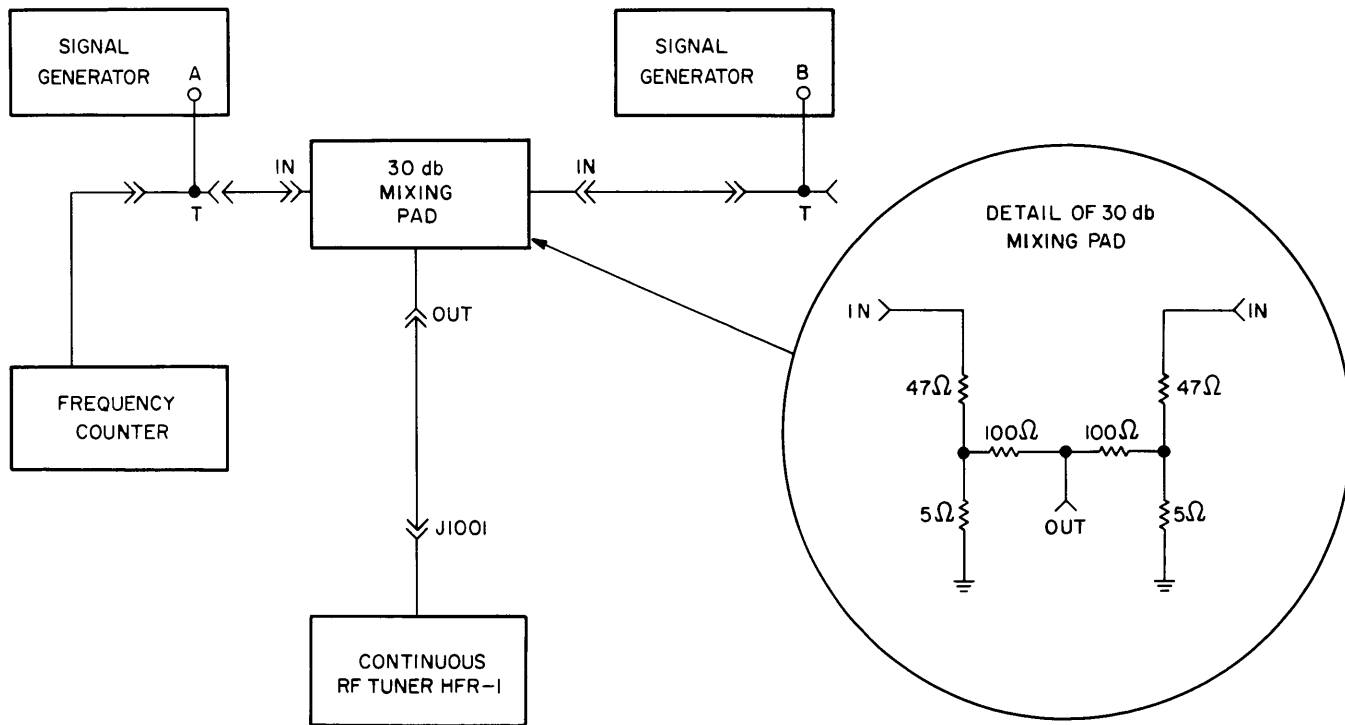 SIGNAL
GENERATOR
A
SIGNAL
GENERATOR
B
IN
30 db
MIXING
PAD
IN
T
T
OUT
FREQUENCY
COUNTER
J1001
CONTINUOUS
RF TUNER HFR-1
DETAIL OF 30 db
MIXING PAD
IN
IN
47Ω
47Ω
100Ω
100Ω
5Ω
OUT
5Ω